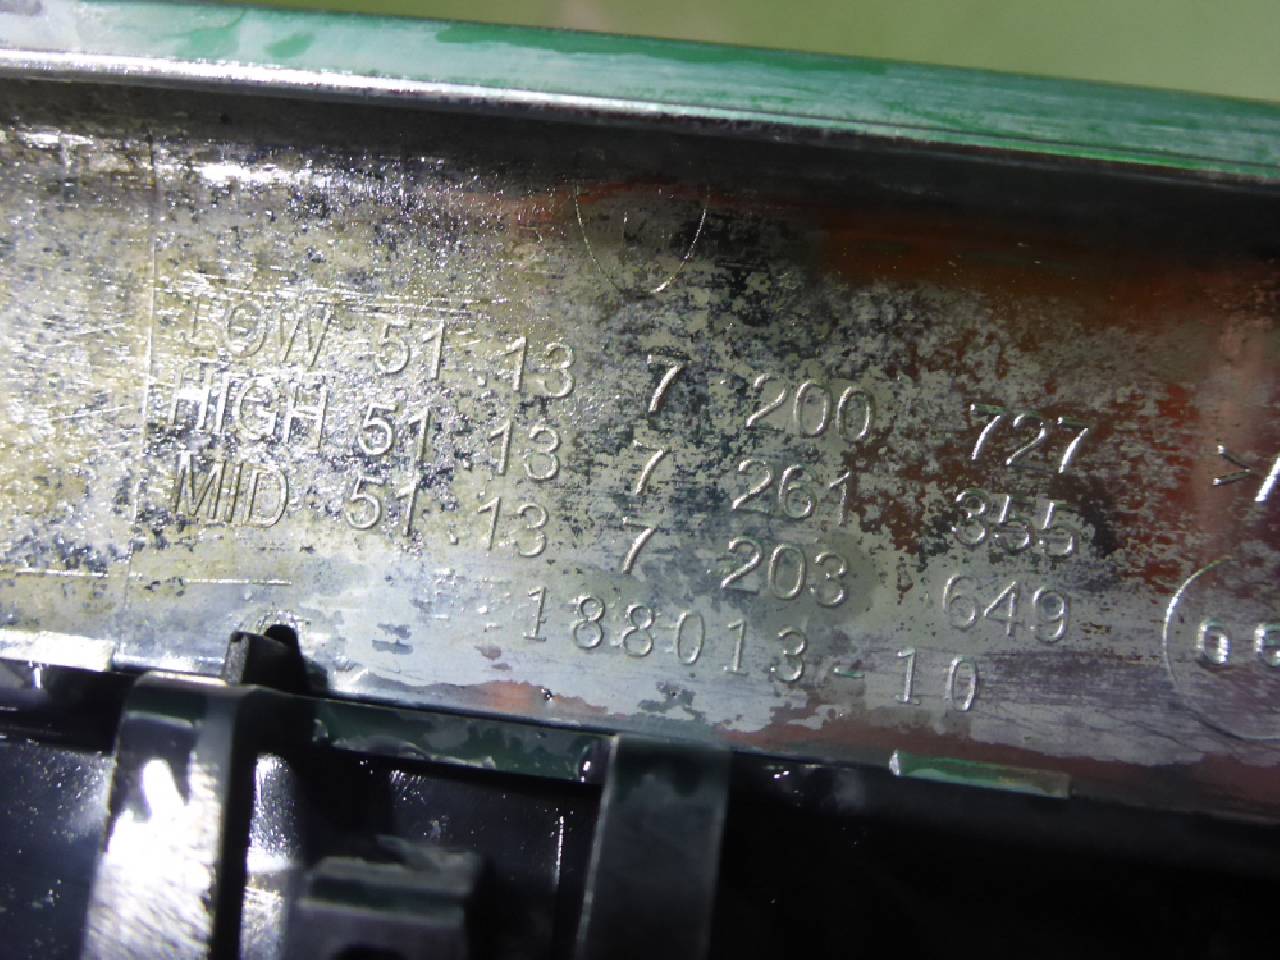 LOW 51.13 7 200 727
HIGH 51.13 7 261 355
MID 51.13 7 203 649
188013-10